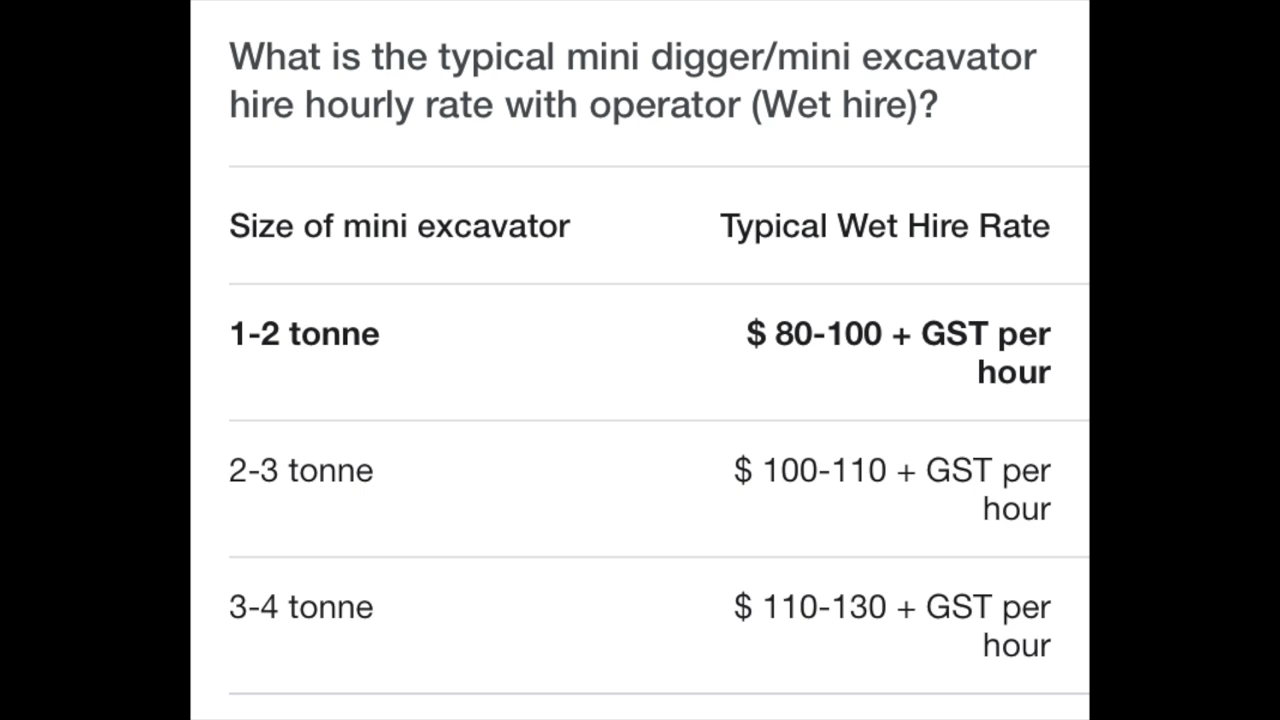 What is the typical mini digger/mini excavator
hire hourly rate with operator (Wet hire)?
Size of mini excavator Typical Wet Hire Rate
1-2 tonne $ 80-100 + GST per
hour
2-3 tonne $ 100-110 + GST per
hour
3-4 tonne $ 110-130 + GST per
hour